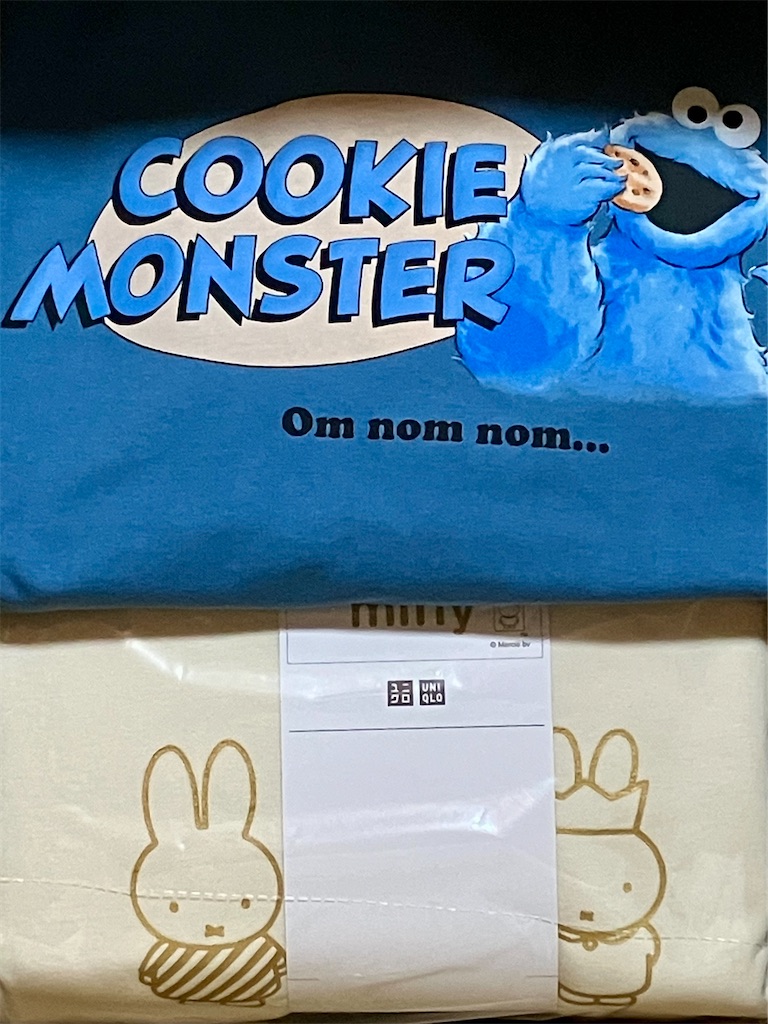 COOKIE
MONSTER
Om nom nom...
miffy
© Mercis bv
ユニ
クロ
UNI
QLO